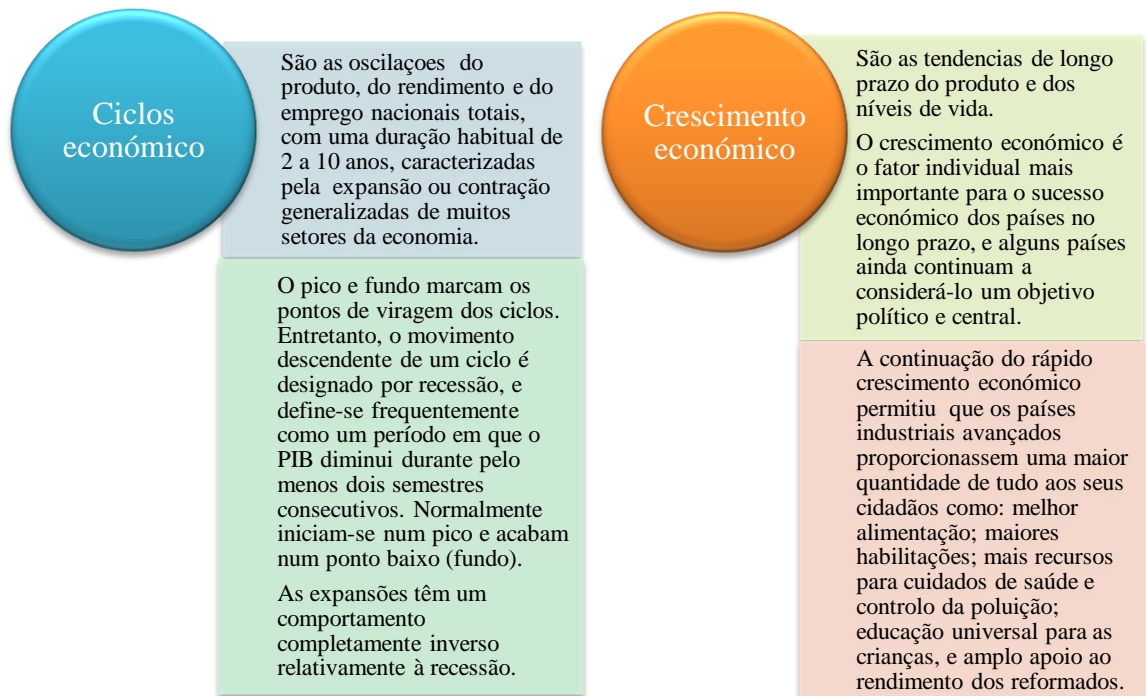 Ciclos
económico
São as oscilaçoes do
produto, do rendimento e do
emprego nacionais totais,
com uma duração habitual de
2 a 10 anos, caracterizadas
pela expansão ou contração
generalizadas de muitos
setores da economia.
O pico e fundo marcam os
pontos de viragem dos ciclos.
Entretanto, o movimento
descendente de um ciclo é
designado por recessão, e
define-se frequentemente
como um período em que o
PIB diminui durante pelo
menos dois semestres
consecutivos. Normalmente
iniciam-se num pico e acabam
num ponto baixo (fundo).
As expansões têm um
comportamento
completamente inverso
relativamente à recessão.
Crescimento
económico
São as tendencias de longo
prazo do produto e dos
níveis de vida.
O crescimento económico é
o fator individual mais
importante para o sucesso
económico dos países no
longo prazo, e alguns países
ainda continuam a
considerá-lo um objetivo
político e central.
A continuação do rápido
crescimento económico
permitiu que os países
industriais avançados
proporcionassem uma maior
quantidade de tudo aos seus
cidadãos como: melhor
alimentação; maiores
habilitações; mais recursos
para cuidados de saúde e
controlo da poluição;
educação universal para as
crianças, e amplo apoio ao
rendimento dos reformados.